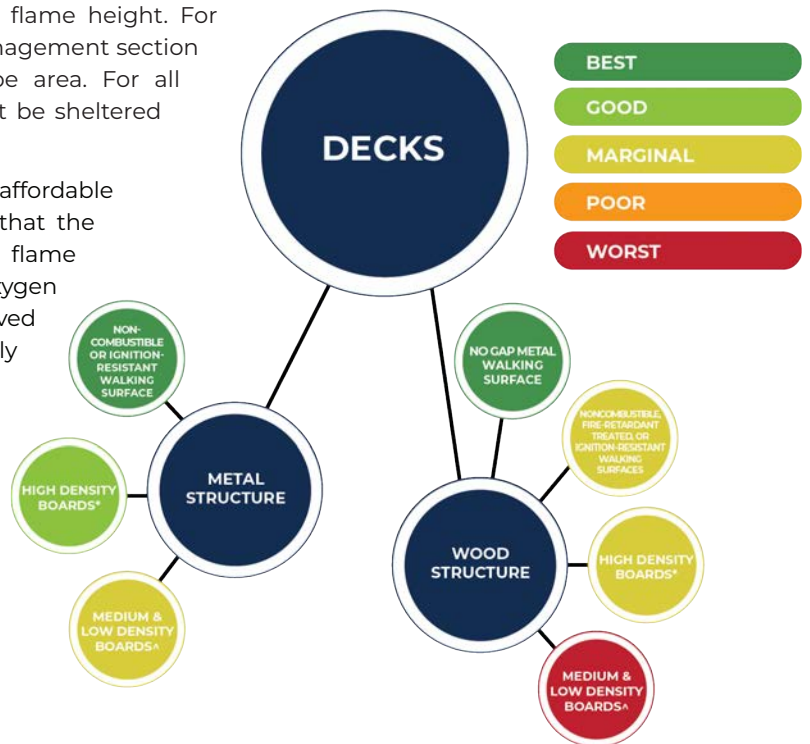 flame height. For
nagement section
be area. For all
t be sheltered
affordable
that the
flame
xygen
ved
ly
DECKS
BEST
GOOD
MARGINAL
POOR
WORST
NON-
COMBUSTIBLE
OR IGNITION-
RESISTANT
WALKING
SURFACE
METAL
STRUCTURE
HIGH DENSITY
BOARDS*
MEDIUM &
LOW DENSITY
BOARDS^
NO GAP METAL
WALKING
SURFACE
NONCOMBUSTIBLE,
FIRE-RETARDANT
TREATED, OR
IGNITION-RESISTANT
WALKING
SURFACES
WOOD
STRUCTURE
HIGH DENSITY
BOARDS*
MEDIUM &
LOW DENSITY
BOARDS^